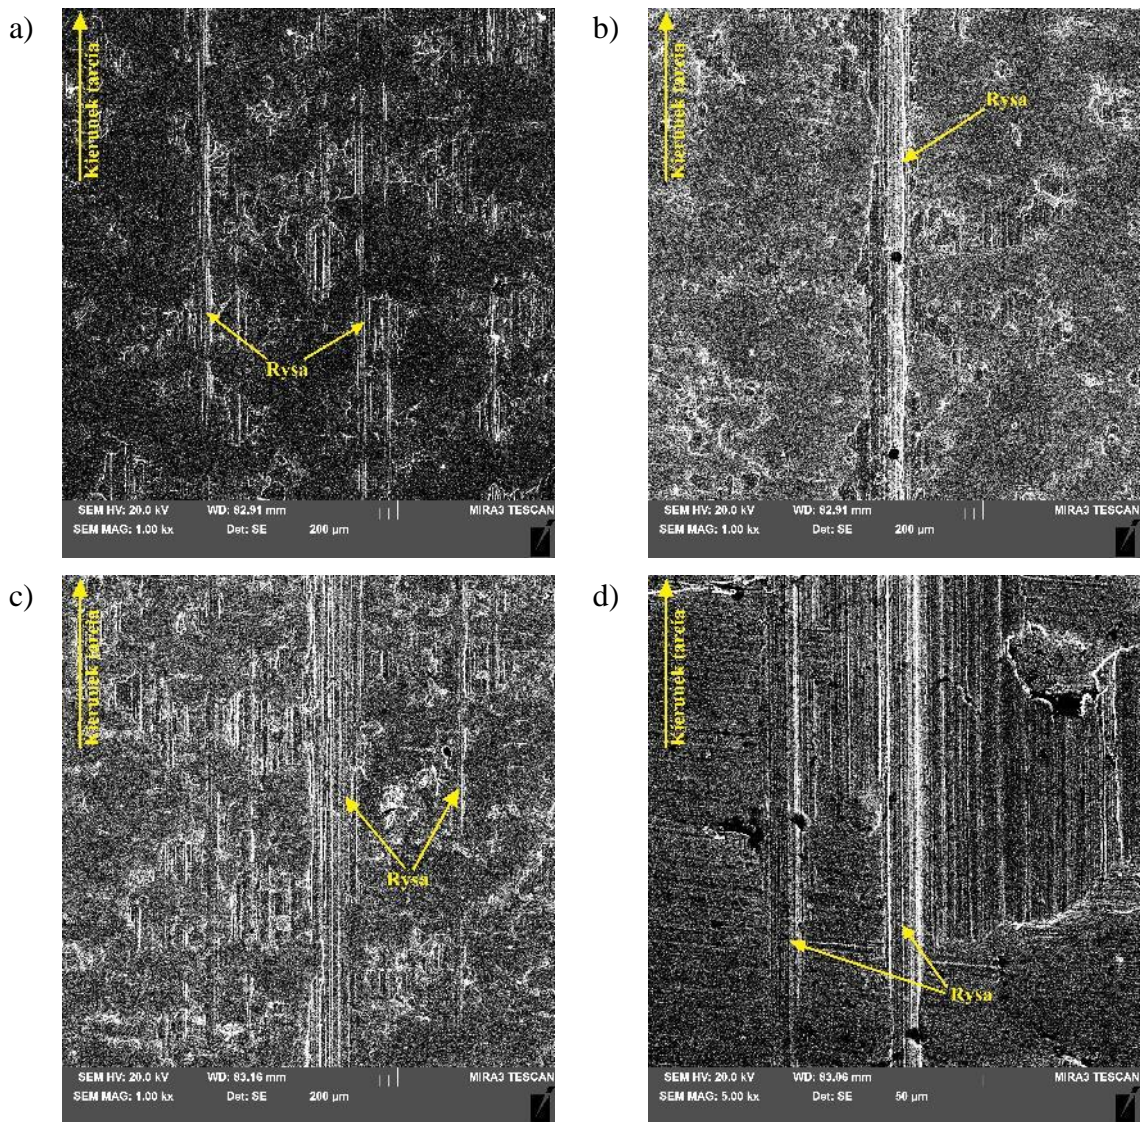 a)
Kierunek tarcia
Rysa
SEM HV: 20.0 kV WD: 82.91 mm MIRA3 TESCAN
SEM MAG: 1.00 kx Det: SE 200 µm
b)
Kierunek tarcia
Rysa
SEM HV: 20.0 kV WD: 82.91 mm MIRA3 TESCAN
SEM MAG: 1.00 kx Det: SE 200 µm
c)
Kierunek tarcia
Rysa
SEM HV: 20.0 kV WD: 83.16 mm MIRA3 TESCAN
SEM MAG: 1.00 kx Det: SE 200 µm
d)
Kierunek tarcia
Rysa
SEM HV: 20.0 kV WD: 83.06 mm MIRA3 TESCAN
SEM MAG: 5.00 kx Det: SE 50 µm